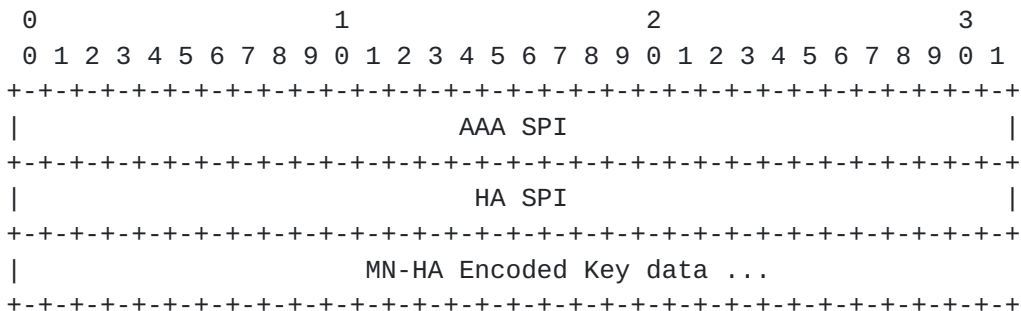 0                   1                   2                   3
 0 1 2 3 4 5 6 7 8 9 0 1 2 3 4 5 6 7 8 9 0 1 2 3 4 5 6 7 8 9 0 1
+-+-+-+-+-+-+-+-+-+-+-+-+-+-+-+-+-+-+-+-+-+-+-+-+-+-+-+-+-+-+-+-+
|                            AAA SPI                            |
+-+-+-+-+-+-+-+-+-+-+-+-+-+-+-+-+-+-+-+-+-+-+-+-+-+-+-+-+-+-+-+-+
|                             HA SPI                            |
+-+-+-+-+-+-+-+-+-+-+-+-+-+-+-+-+-+-+-+-+-+-+-+-+-+-+-+-+-+-+-+-+
|                      MN-HA Encoded Key data ...
+-+-+-+-+-+-+-+-+-+-+-+-+-+-+-+-+-+-+-+-+-+-+-+-+-+-+-+-+-+-+-+-+